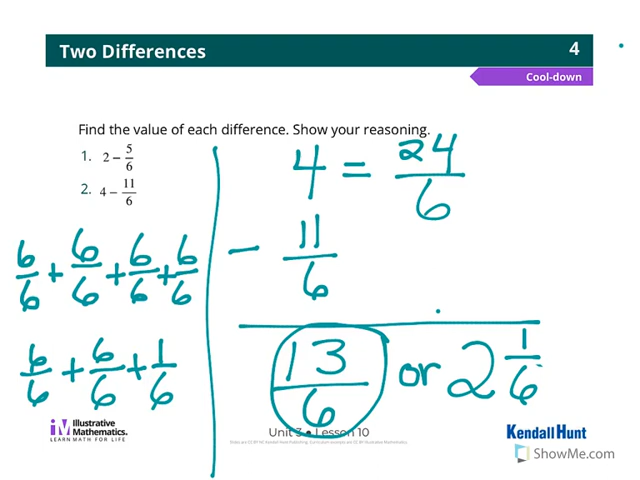 Two Differences 4
Cool-down
Find the value of each difference. Show your reasoning.
1. 2 − 5/6
2. 4 − 11/6
4 = 24/6
− 11/6
13/6 or 2 1/6
6/6 + 6/6 + 6/6 + 6/6
6/6 + 6/6 + 1/6
iM Illustrative Mathematics.
LEARN MATH FOR LIFE
Unit 3 • Lesson 10
Kendall Hunt
ShowMe.com